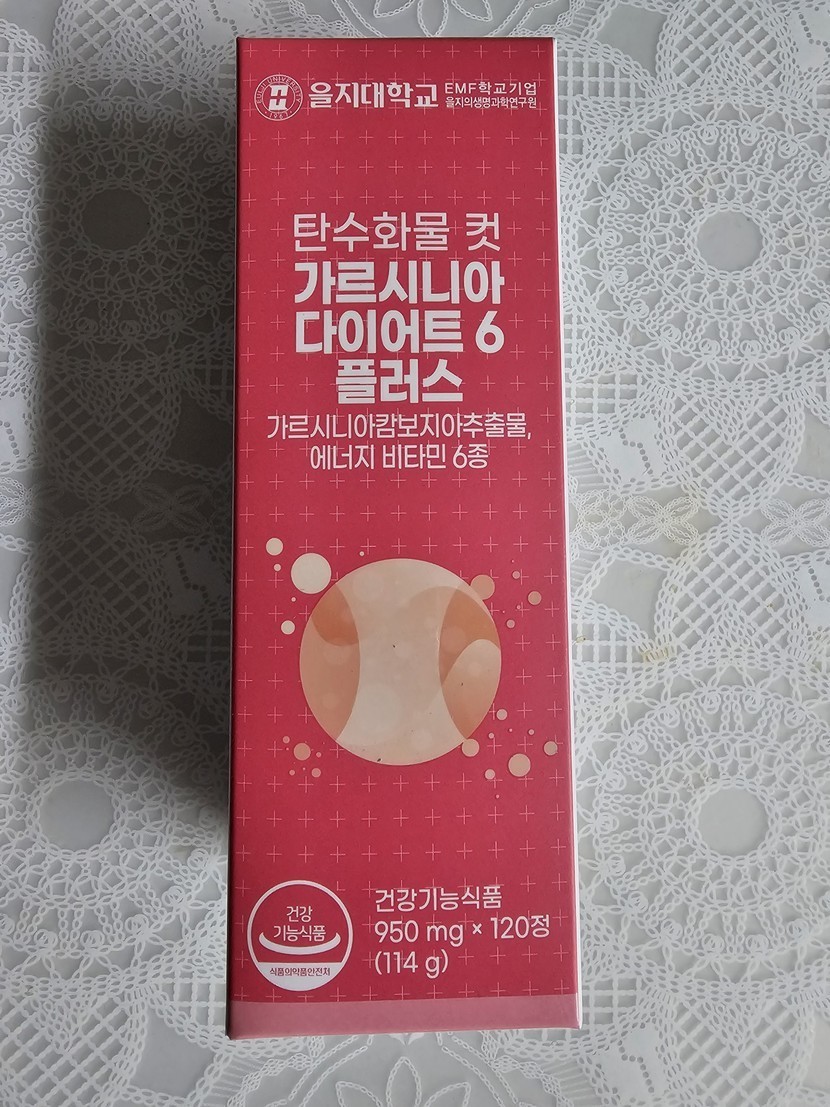 을지대학교 EMF학교기업
을지의생명과학연구원
탄수화물 컷
가르시니아
다이어트 6
플러스
가르시니아캄보지아추출물,
에너지 비타민 6종
건강
기능식품
식품의약품안전처
건강기능식품
950 mg × 120정
(114 g)